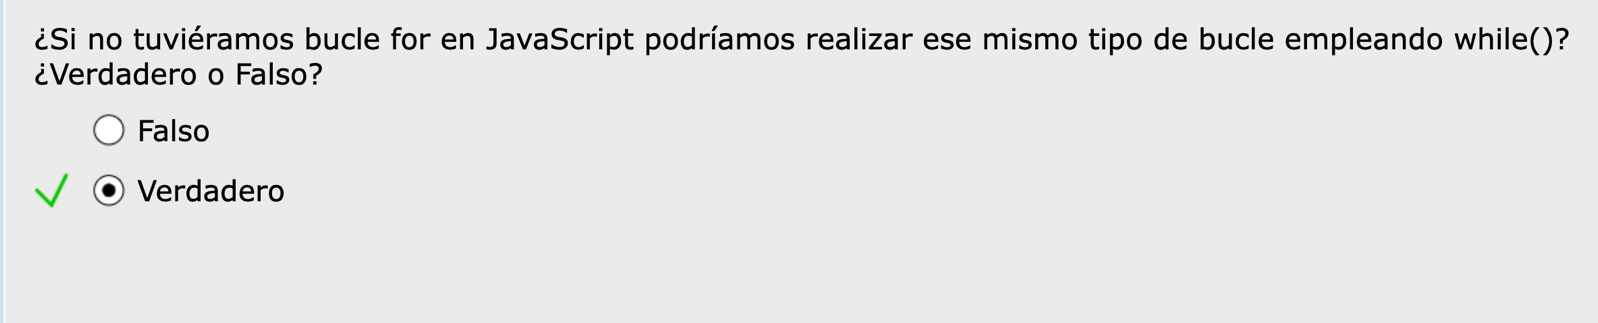 ¿Si no tuviéramos bucle for en JavaScript podríamos realizar ese mismo tipo de bucle empleando while()?
¿Verdadero o Falso?
Falso
Verdadero